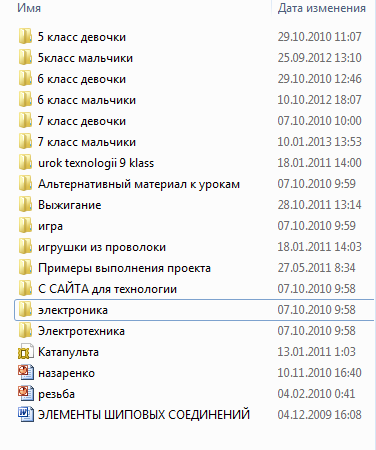 Имя Дата изменения
5 класс девочки 29.10.2010 11:07
5класс мальчики 25.09.2012 13:10
6 класс девочки 29.10.2010 12:46
6 класс мальчики 10.10.2012 18:07
7 класс девочки 07.10.2010 10:00
7 класс мальчики 10.01.2013 13:53
urok texnologii 9 klass 18.01.2011 14:00
Альтернативный материал к урокам 07.10.2010 9:59
Выжигание 28.10.2011 13:14
игра 07.10.2010 9:59
игрушки из проволоки 18.01.2011 14:03
Примеры выполнения проекта 27.05.2011 8:34
С САЙТА для технологии 07.10.2010 9:58
электроника 07.10.2010 9:58
Электротехника 07.10.2010 9:58
Катапульта 13.01.2011 1:03
назаренко 10.11.2010 16:40
резьба 04.02.2010 0:41
ЭЛЕМЕНТЫ ШИПОВЫХ СОЕДИНЕНИЙ 04.12.2009 16:08